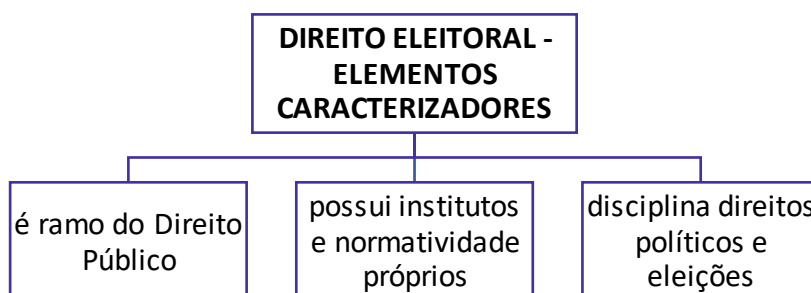 DIREITO ELEITORAL -
ELEMENTOS
CARACTERIZADORES
é ramo do Direito
Público
possui institutos
e normatividade
próprios
disciplina direitos
políticos e
eleições